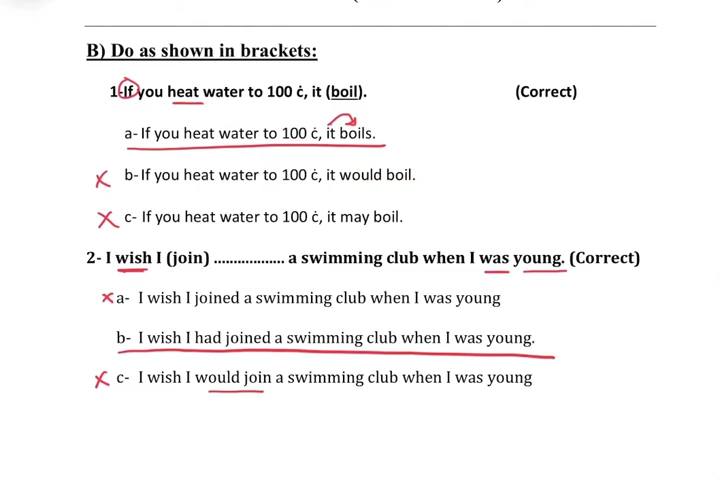 B) Do as shown in brackets:
1-If you heat water to 100 ċ, it (boil). (Correct)
a- If you heat water to 100 ċ, it boils.
b- If you heat water to 100 ċ, it would boil.
c- If you heat water to 100 ċ, it may boil.
2- I wish I (join) ................... a swimming club when I was young. (Correct)
a- I wish I joined a swimming club when I was young
b- I wish I had joined a swimming club when I was young.
c- I wish I would join a swimming club when I was young